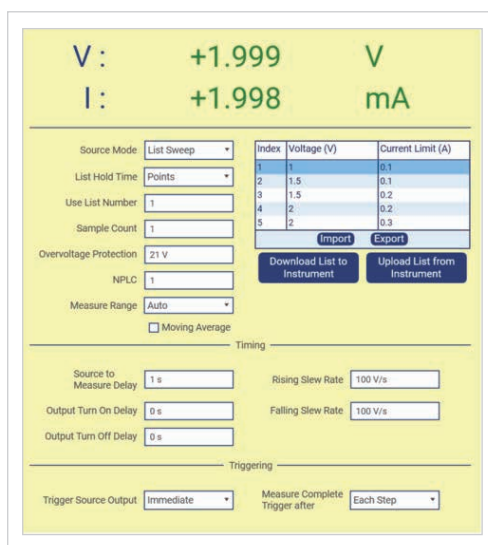 V : +1.999 V
I : +1.998 mA
Source Mode List Sweep
List Hold Time Points
Use List Number 1
Sample Count 1
Overvoltage Protection 21 V
NPLC 1
Measure Range Auto
Moving Average
Index Voltage (V) Current Limit (A)
1 1 0.1
2 1.5 0.1
3 1.5 0.2
4 2 0.2
5 2 0.3
Import Export
Download List to
Instrument
Upload List from
Instrument
Timing
Source to
Measure Delay 1 s
Output Turn On Delay 0 s
Output Turn Off Delay 0 s
Rising Slew Rate 100 V/s
Falling Slew Rate 100 V/s
Triggering
Trigger Source Output Immediate
Measure Complete
Trigger after Each Step